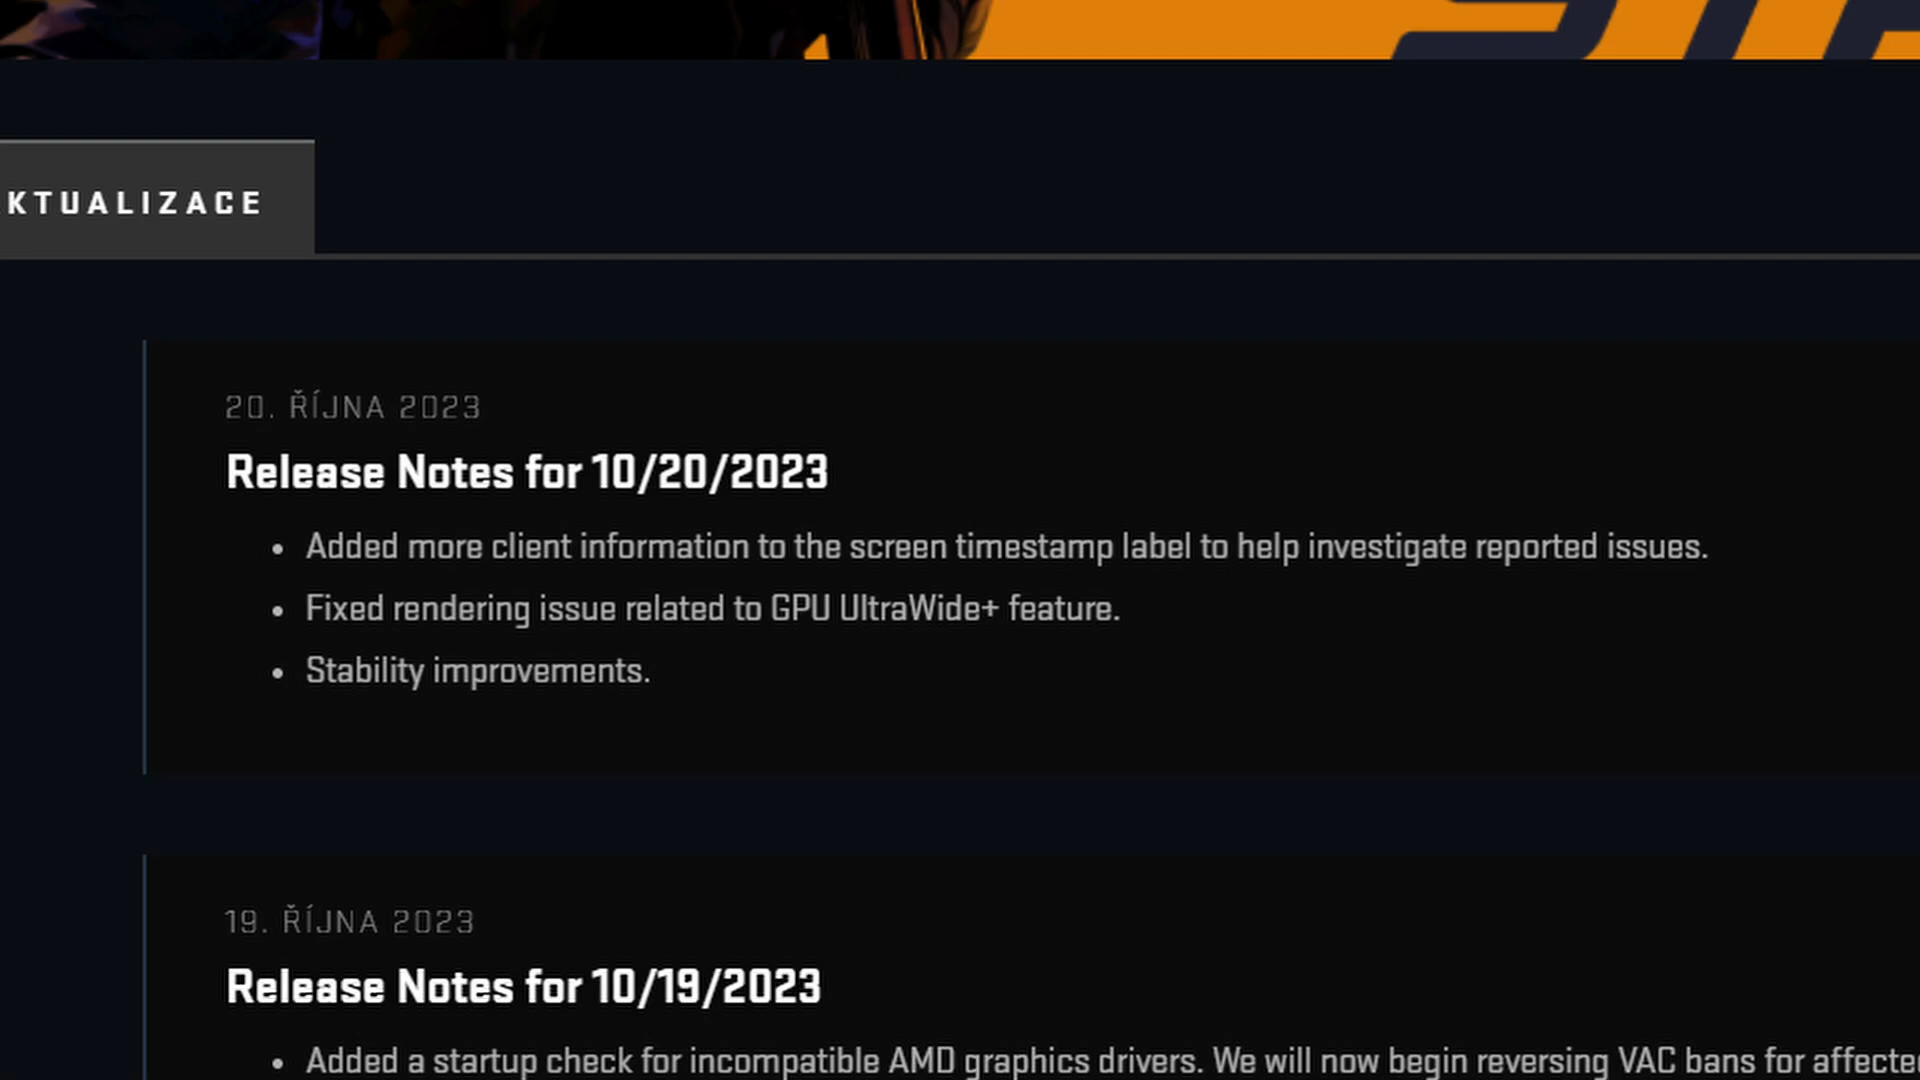 KTUALIZACE
20. ŘÍJNA 2023
Release Notes for 10/20/2023
• Added more client information to the screen timestamp label to help investigate reported issues.
• Fixed rendering issue related to GPU UltraWide+ feature.
• Stability improvements.
19. ŘÍJNA 2023
Release Notes for 10/19/2023
• Added a startup check for incompatible AMD graphics drivers. We will now begin reversing VAC bans for affecte